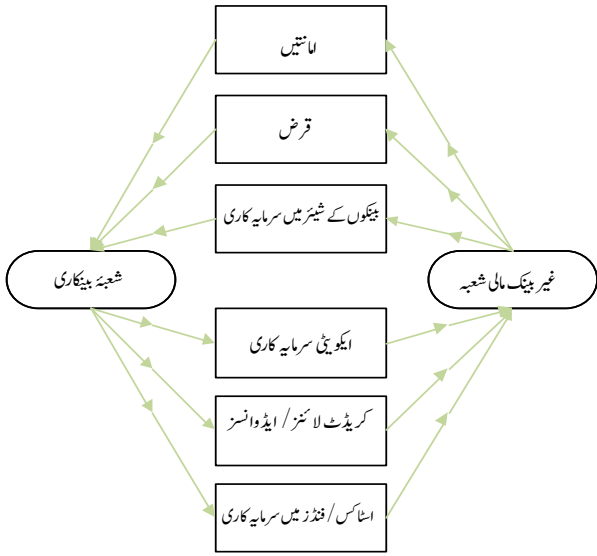 امانتیں
قرض
بینکوں کے شیئر میں سرمایہ کاری
غیر بینک مالی شعبہ
شعبۂ بینکاری
ایکویٹی سرمایہ کاری
کریڈٹ لائنز / ایڈوانسز
اسٹاکس / فنڈز میں سرمایہ کاری